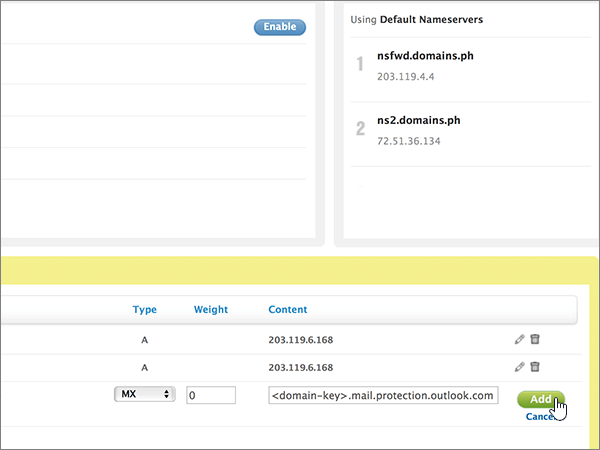 Enable
Using Default Nameservers
1 nsfwd.domains.ph
203.119.4.4
2 ns2.domains.ph
72.51.36.134
Type Weight Content
A 203.119.6.168
A 203.119.6.168
MX 0 <domain-key>.mail.protection.outlook.com Add
Cancel